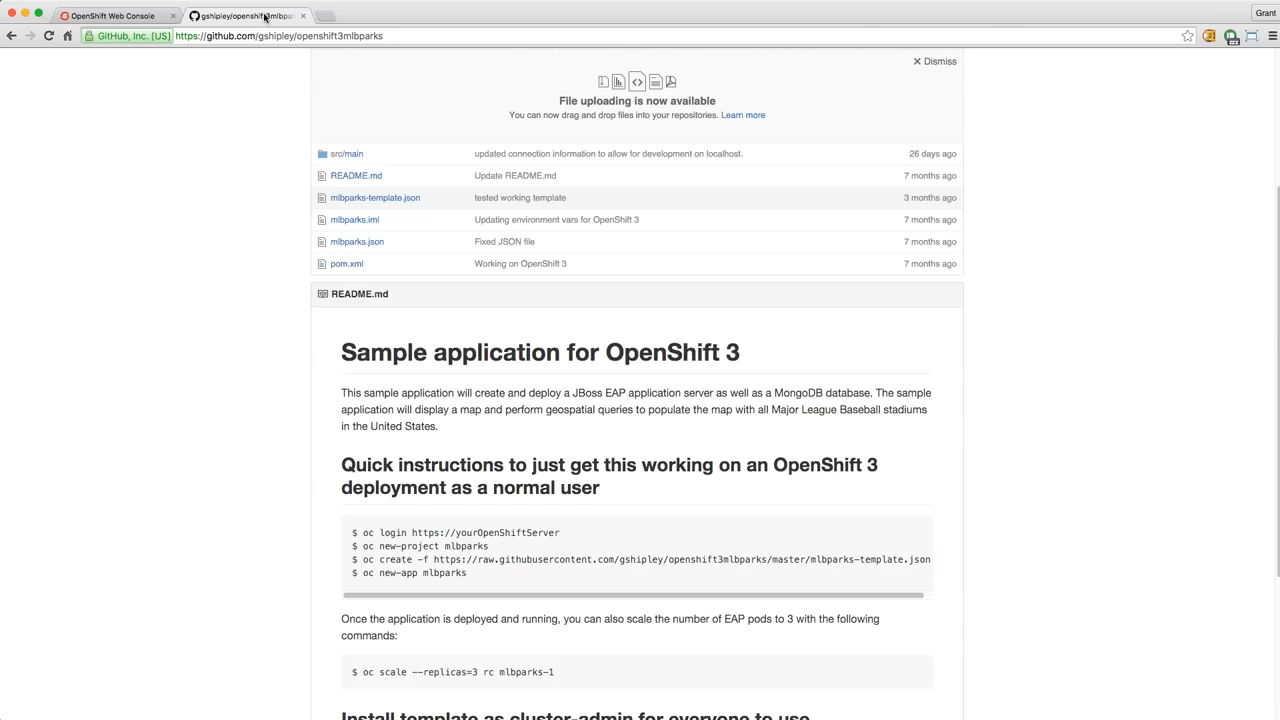 OpenShift Web Console
gshipley/openshift3mlbpar
Grant
GitHub, Inc. [US]
https://github.com/gshipley/openshift3mlbparks
Dismiss
File uploading is now available
You can now drag and drop files into your repositories. Learn more
src/main updated connection information to allow for development on localhost. 26 days ago
README.md Update README.md 7 months ago
mlbparks-template.json tested working template 3 months ago
mlbparks.iml Updating environment vars for OpenShift 3 7 months ago
mlbparks.json Fixed JSON file 7 months ago
pom.xml Working on OpenShift 3 7 months ago
README.md
Sample application for OpenShift 3
This sample application will create and deploy a JBoss EAP application server as well as a MongoDB database. The sample
application will display a map and perform geospatial queries to populate the map with all Major League Baseball stadiums
in the United States.
Quick instructions to just get this working on an OpenShift 3
deployment as a normal user
$ oc login https://yourOpenShiftServer
$ oc new-project mlbparks
$ oc create -f https://raw.githubusercontent.com/gshipley/openshift3mlbparks/master/mlbparks-template.json
$ oc new-app mlbparks
Once the application is deployed and running, you can also scale the number of EAP pods to 3 with the following
commands:
$ oc scale --replicas=3 rc mlbparks-1
Install template as cluster-admin for everyone to use